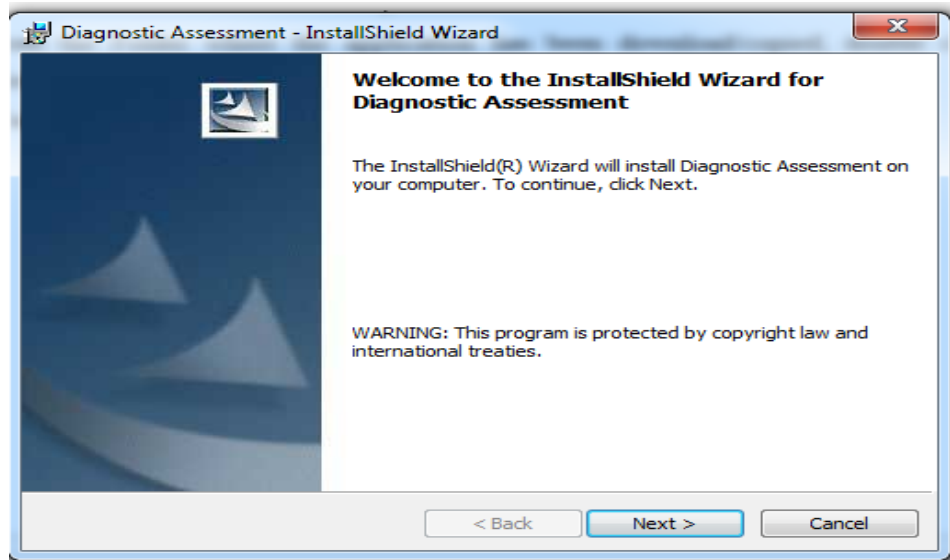 Diagnostic Assessment - InstallShield Wizard
Welcome to the InstallShield Wizard for
Diagnostic Assessment
The InstallShield(R) Wizard will install Diagnostic Assessment on
your computer. To continue, click Next.
WARNING: This program is protected by copyright law and
international treaties.
< Back
Next >
Cancel